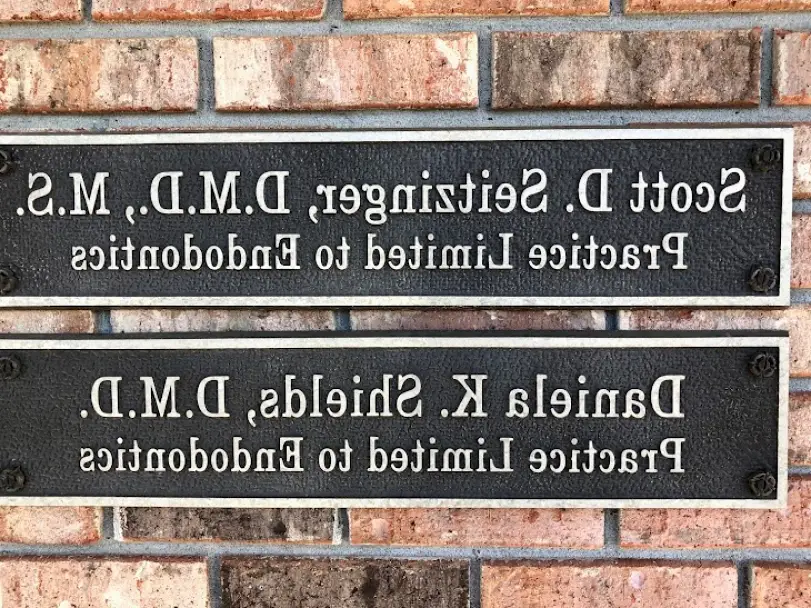 Scott D. Seitzinger, D.M.D., M.S.
Practice Limited to Endodontics
Daniela K. Shields, D.M.D.
Practice Limited to Endodontics